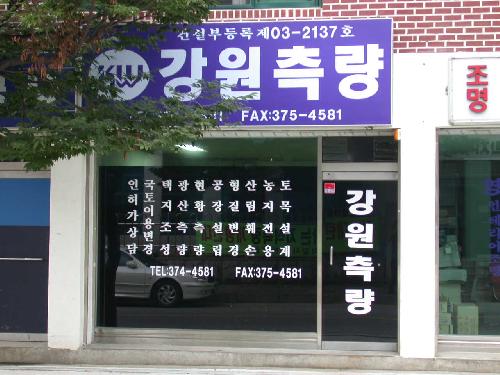 건설부등록제03-2137호
KW 강원측량
FAX:375-4581
인허가상담
국토이용변경
택지조성
광산측량
현황측량
공장설립
형질변경
산림훼손
농지전용
토목설계
TEL:374-4581 FAX:375-4581
강원측량
조명